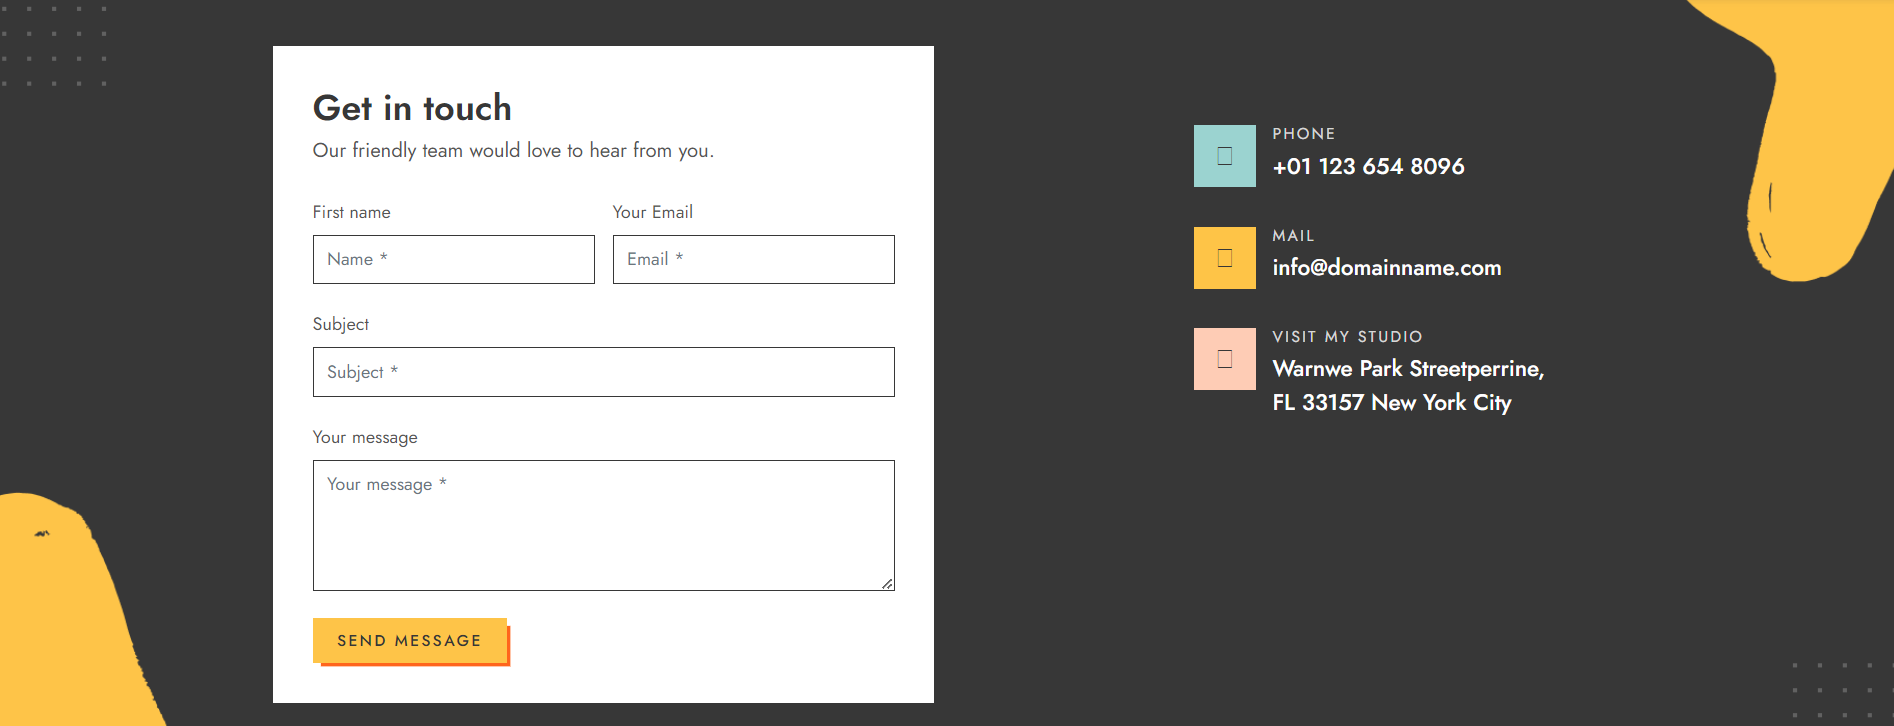 Get in touch
Our friendly team would love to hear from you.
First name
Your Email
Name *
Email *
Subject
Subject *
Your message
Your message *
SEND MESSAGE
PHONE
+01 123 654 8096
MAIL
info@domainname.com
VISIT MY STUDIO
Warnwe Park Streetperrine,
FL 33157 New York City